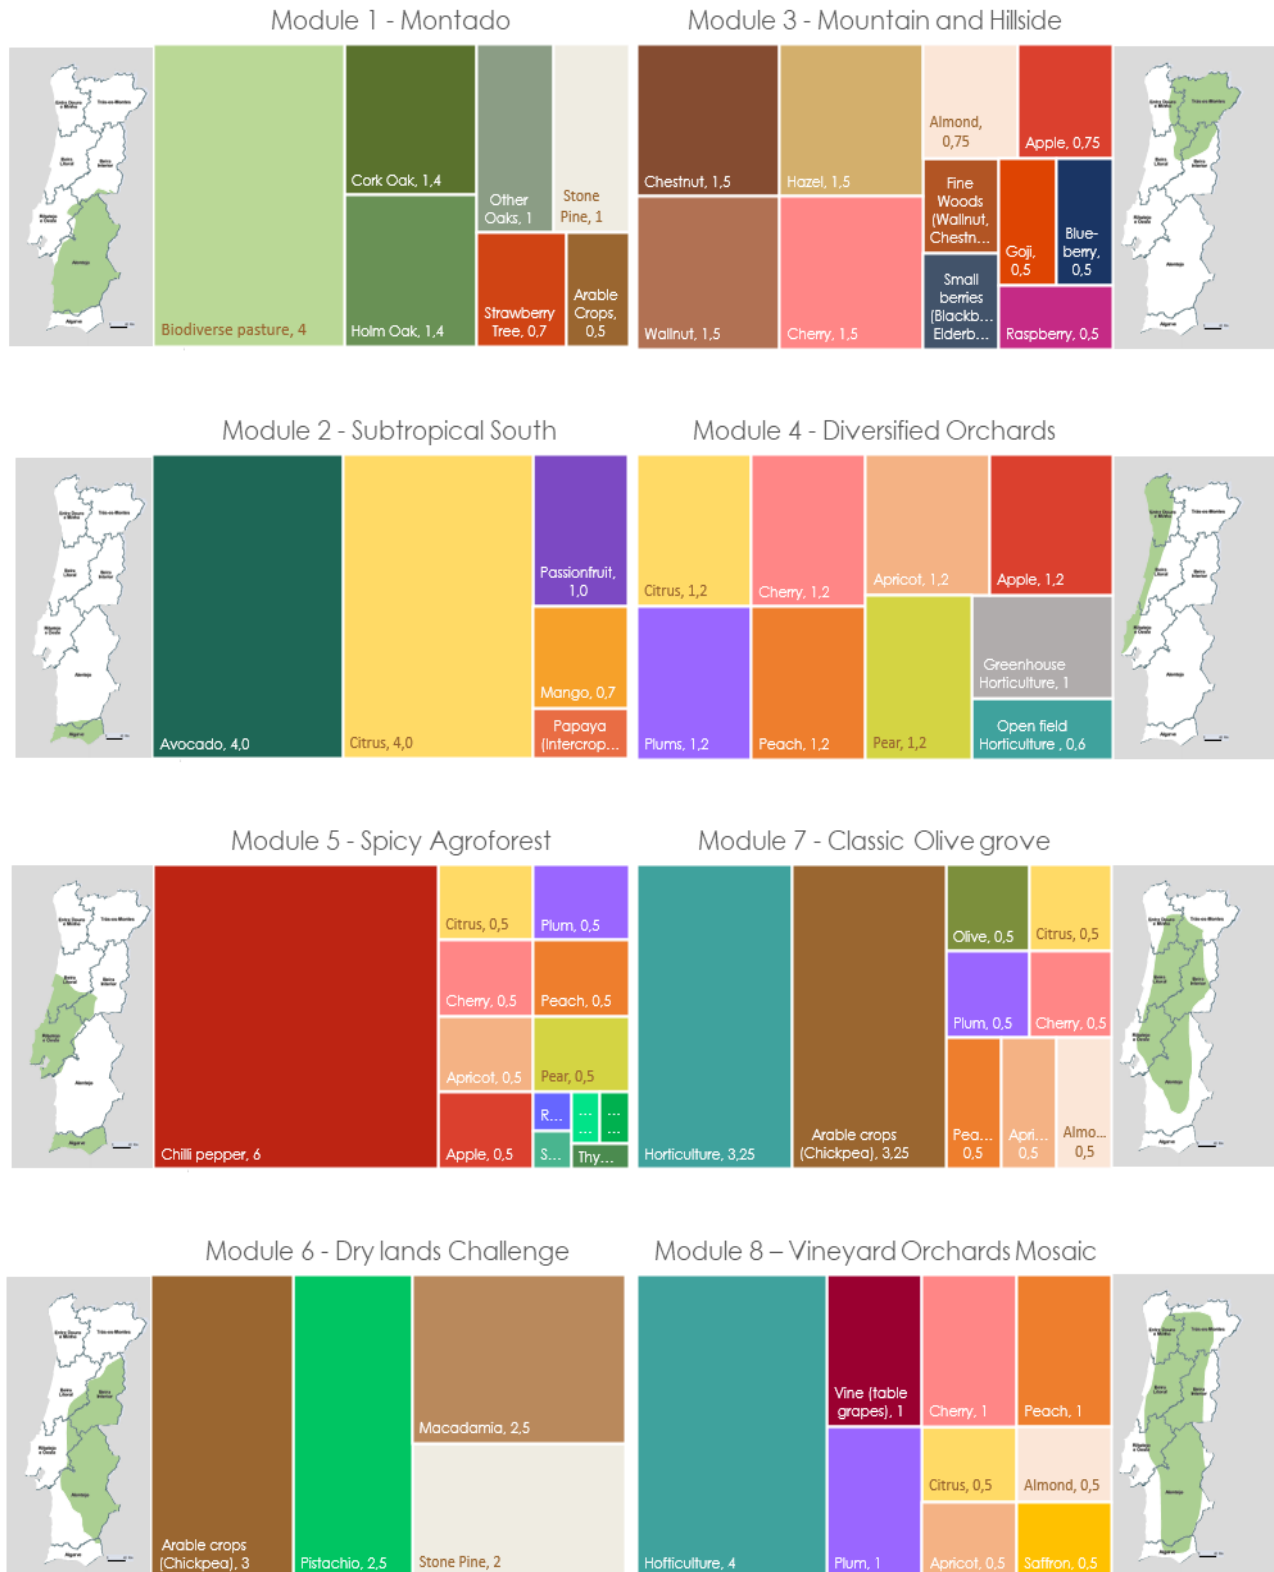 Module 1 - Montado
Biodiverse pasture, 4
Cork Oak, 1,4
Holm Oak, 1,4
Other
Oaks, 1
Stone
Pine, 1
Strawberry
Tree, 0,7
Arable
Crops,
0,5
Module 3 - Mountain and Hillside
Chestnut, 1,5
Wallnut, 1,5
Hazel, 1,5
Cherry, 1,5
Almond,
0,75
Apple, 0,75
Fine
Woods
(Wallnut,
Chestn...
Goji,
0,5
Blue-
berry,
0,5
Small
berries
(Blackb...
Elderb...
Raspberry, 0,5
Module 2 - Subtropical South
Avocado, 4,0
Citrus, 4,0
Passionfruit,
1,0
Mango, 0,7
Papaya
(Intercrop...
Module 4 - Diversified Orchards
Citrus, 1,2
Cherry, 1,2
Apricot, 1,2
Apple, 1,2
Plums, 1,2
Peach, 1,2
Pear, 1,2
Greenhouse
Horticulture, 1
Open field
Horticulture , 0,6
Module 5 - Spicy Agroforest
Chilli pepper, 6
Citrus, 0,5
Plum, 0,5
Cherry, 0,5
Peach, 0,5
Apricot, 0,5
Pear, 0,5
Apple, 0,5
R...
S...
...
...
...
...
Thy...
Module 7 - Classic Olive grove
Horticulture, 3,25
Arable crops
(Chickpea), 3,25
Olive, 0,5
Citrus, 0,5
Plum, 0,5
Cherry, 0,5
Pea...
0,5
Apri...
0,5
Almo...
0,5
Module 6 - Dry lands Challenge
Arable crops
(Chickpea), 3
Pistachio, 2,5
Macadamia, 2,5
Stone Pine, 2
Module 8 – Vineyard Orchards Mosaic
Hofticulture, 4
Vine (table
grapes), 1
Cherry, 1
Peach, 1
Plum, 1
Citrus, 0,5
Almond, 0,5
Apricot, 0,5
Saffron, 0,5